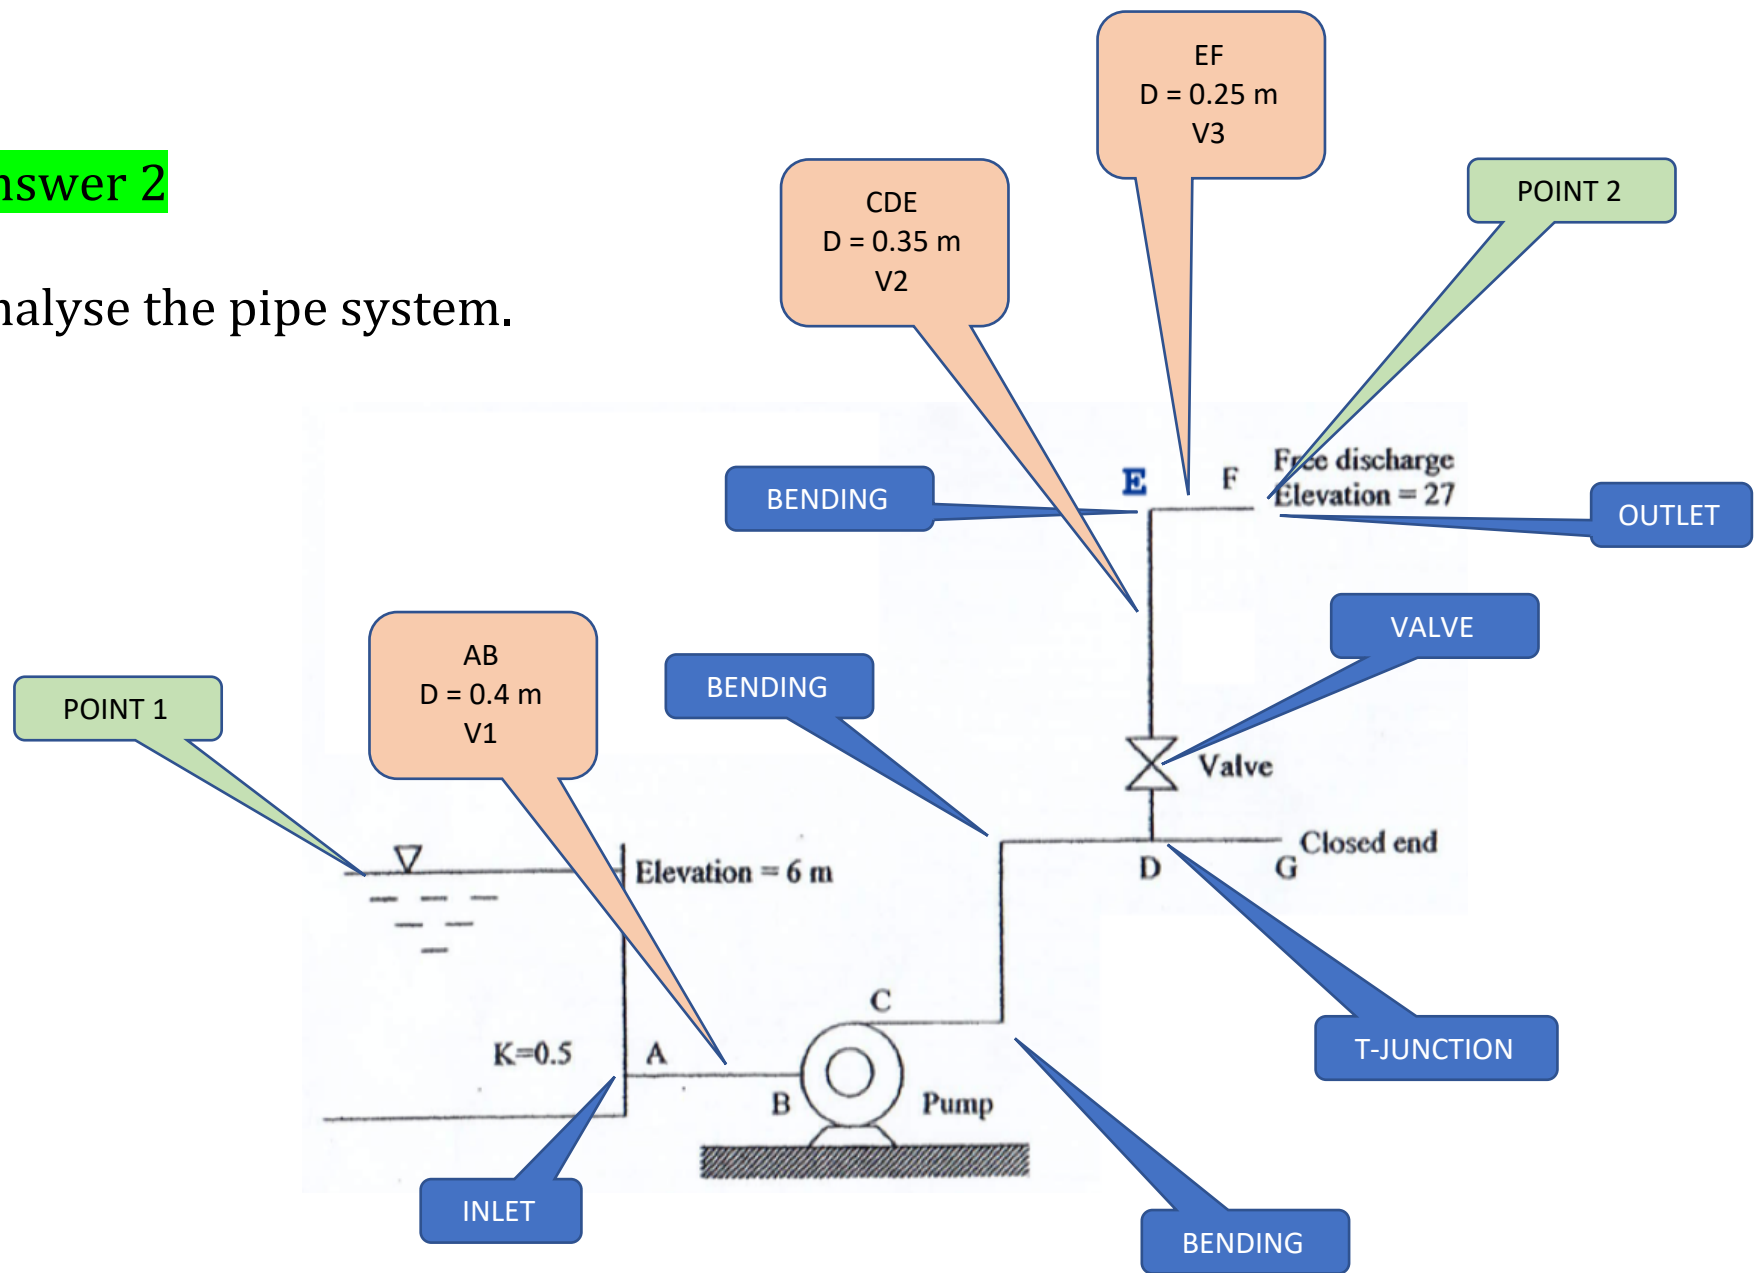 EF
D = 0.25 m
V3
nswer 2
CDE
D = 0.35 m
V2
POINT 2
nalyse the pipe system.
BENDING
E
F
Free discharge
Elevation = 27
OUTLET
AB
D = 0.4 m
V1
POINT 1
BENDING
VALVE
Valve
Elevation = 6 m
Closed end
D
G
C
K=0.5
A
B
Pump
T-JUNCTION
INLET
BENDING